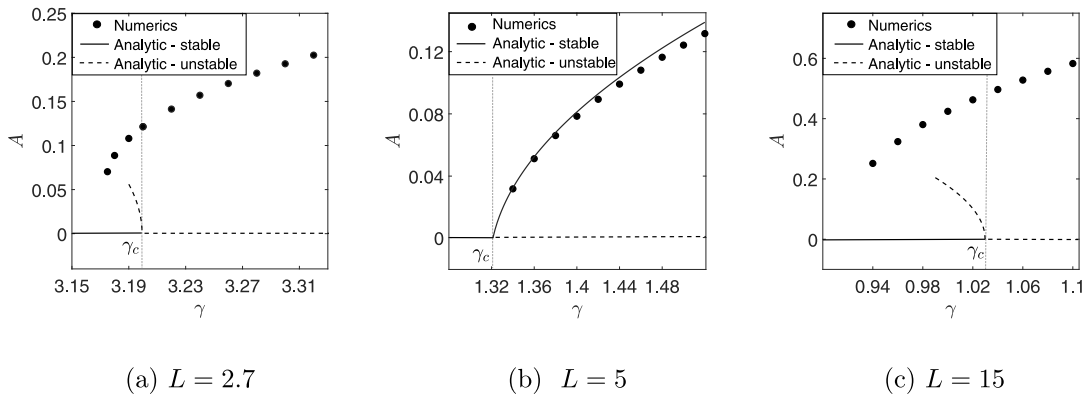 0.25
0.2
0.15
0.1
0.05
0
A
Numerics
Analytic - stable
Analytic - unstable
γc
3.15 3.19 3.23 3.27 3.31
γ
(a) L = 2.7
0.12
0.08
0.04
0
A
Numerics
Analytic - stable
Analytic - unstable
γc
1.32 1.36 1.4 1.44 1.48
γ
(b) L = 5
0.6
0.4
0.2
0
A
Numerics
Analytic - stable
Analytic - unstable
γc
0.94 0.98 1.02 1.06 1.1
γ
(c) L = 15